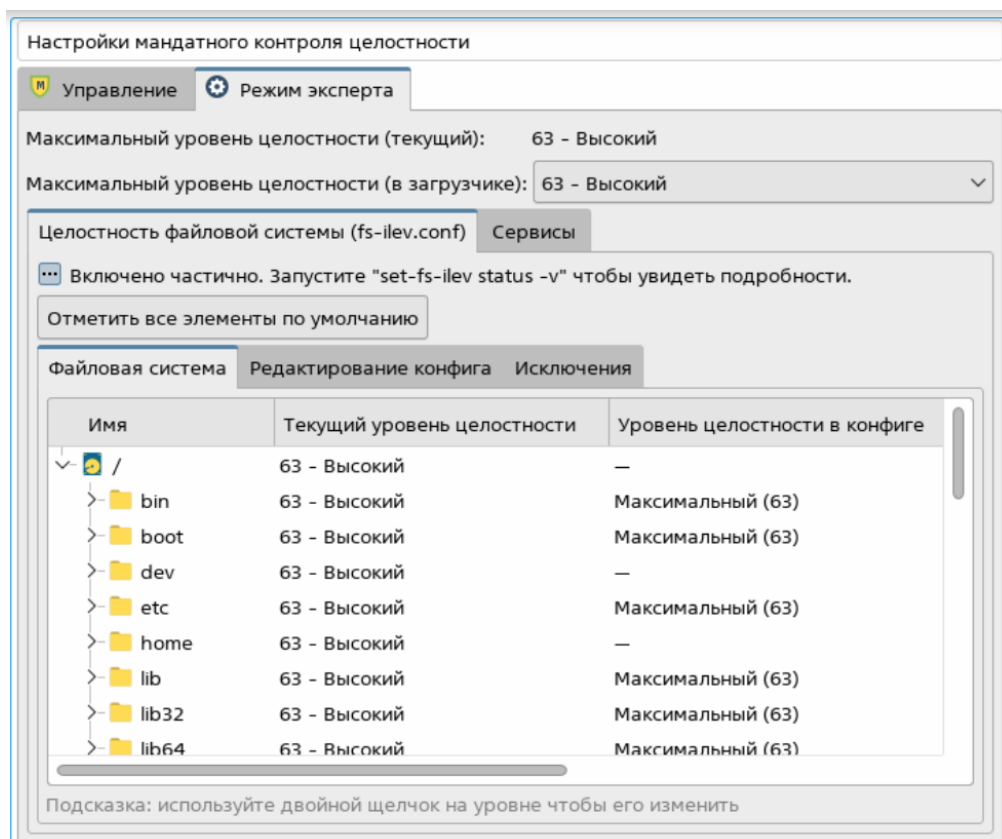 Настройки мандатного контроля целостности
M Управление Режим эксперта
Максимальный уровень целостности (текущий): 63 - Высокий
Максимальный уровень целостности (в загрузчике): 63 - Высокий
Целостность файловой системы (fs-ilev.conf) Сервисы
Включено частично. Запустите "set-fs-ilev status -v" чтобы увидеть подробности.
Отметить все элементы по умолчанию
Файловая система Редактирование конфига Исключения
Имя Текущий уровень целостности Уровень целостности в конфиге
/ 63 - Высокий —
bin 63 - Высокий Максимальный (63)
boot 63 - Высокий Максимальный (63)
dev 63 - Высокий —
etc 63 - Высокий Максимальный (63)
home 63 - Высокий —
lib 63 - Высокий Максимальный (63)
lib32 63 - Высокий Максимальный (63)
lib64 63 - Высокий Максимальный (63)
Подсказка: используйте двойной щелчок на уровне чтобы его изменить